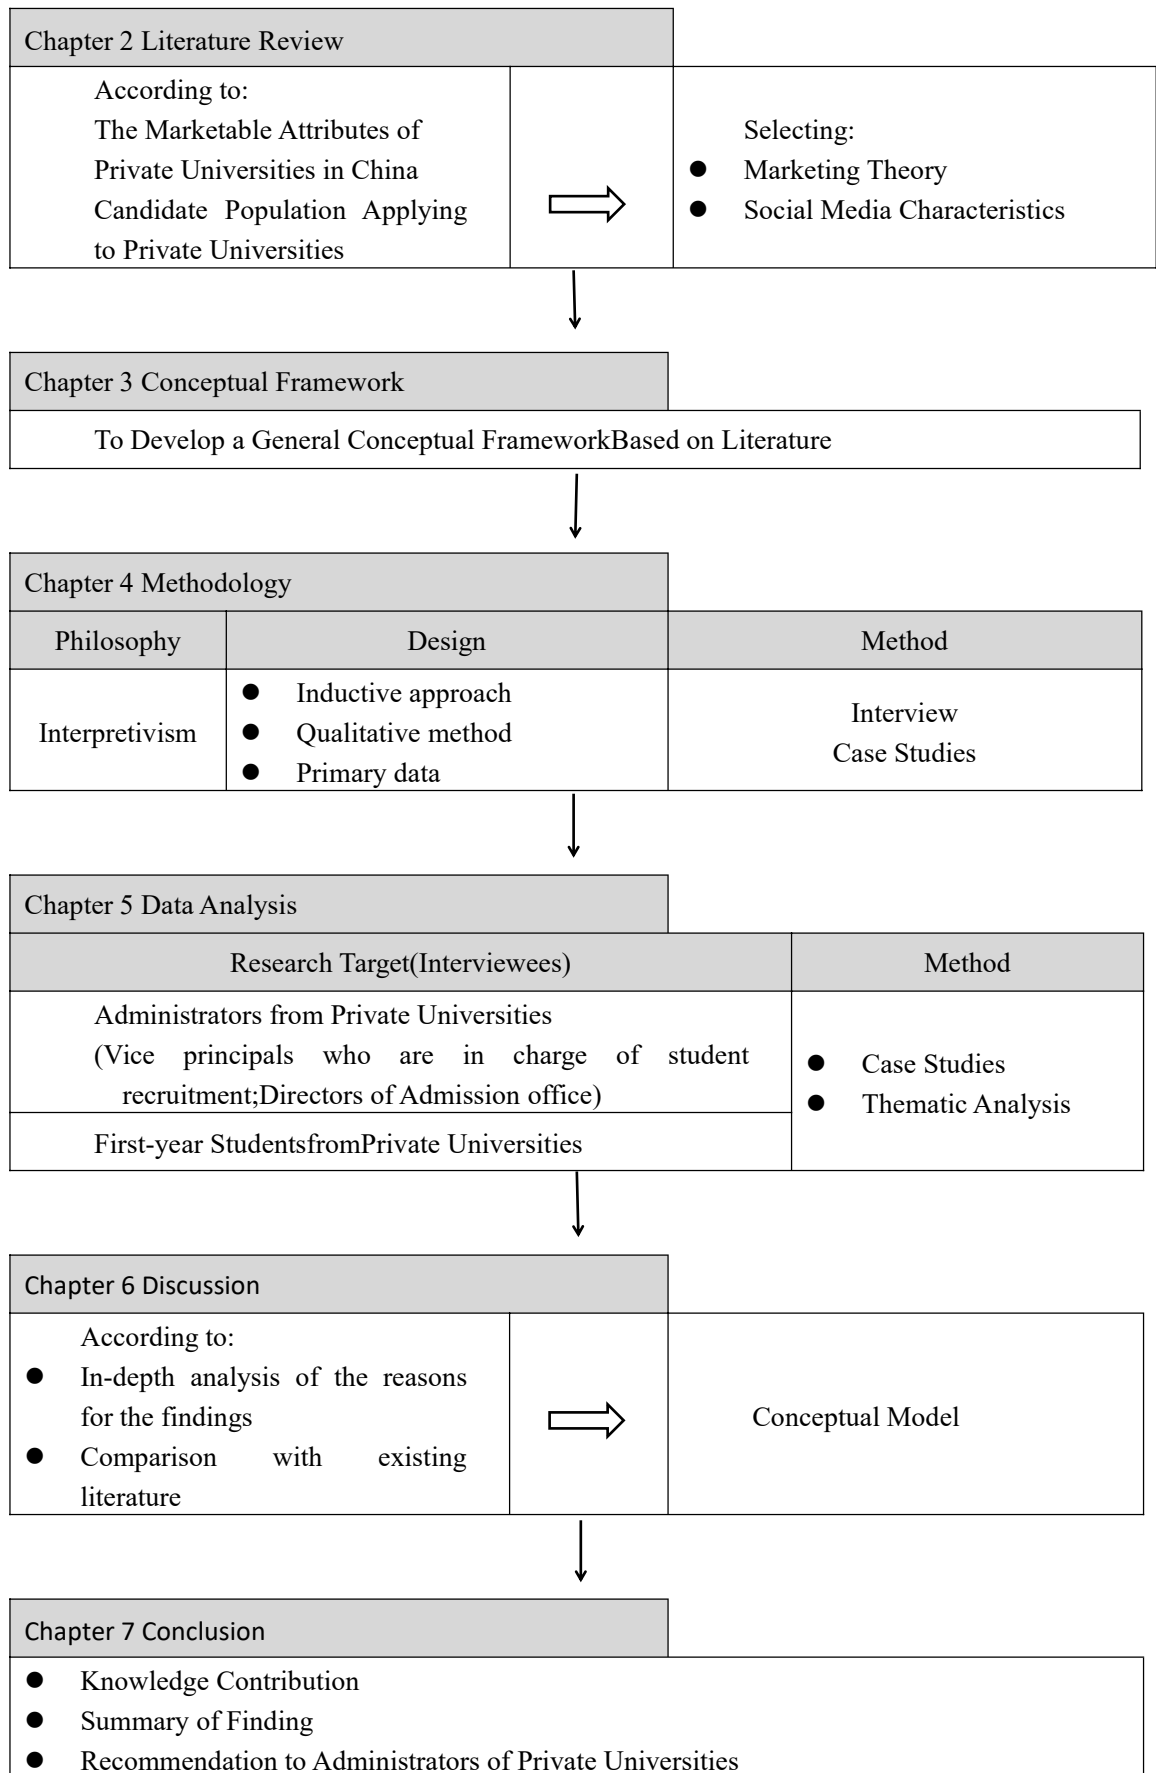 Chapter 2 Literature Review
According to:
The Marketable Attributes of
Private Universities in China
Candidate Population Applying
to Private Universities
Selecting:
● Marketing Theory
● Social Media Characteristics
Chapter 3 Conceptual Framework
To Develop a General Conceptual FrameworkBased on Literature
Chapter 4 Methodology
Philosophy
Design
Method
Interpretivism
● Inductive approach
● Qualitative method
● Primary data
Interview
Case Studies
Chapter 5 Data Analysis
Research Target(Interviewees)
Method
Administrators from Private Universities
(Vice principals who are in charge of student
recruitment;Directors of Admission office)
First-year StudentsfromPrivate Universities
● Case Studies
● Thematic Analysis
Chapter 6 Discussion
According to:
● In-depth analysis of the reasons
for the findings
● Comparison with existing
literature
Conceptual Model
Chapter 7 Conclusion
● Knowledge Contribution
● Summary of Finding
● Recommendation to Administrators of Private Universities